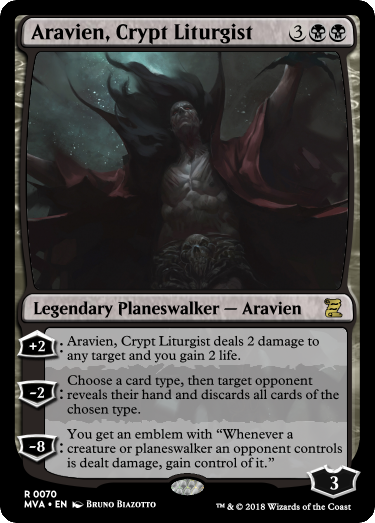 Aravien, Crypt Liturgist 3
Legendary Planeswalker — Aravien
+2: Aravien, Crypt Liturgist deals 2 damage to
any target and you gain 2 life.
-2: Choose a card type, then target opponent
reveals their hand and discards all cards of the
chosen type.
-8: You get an emblem with “Whenever a
creature or planeswalker an opponent controls
is dealt damage, gain control of it.”
3
R 0070
MVA • EN Bruno Biazotto
™ & © 2018 Wizards of the Coast